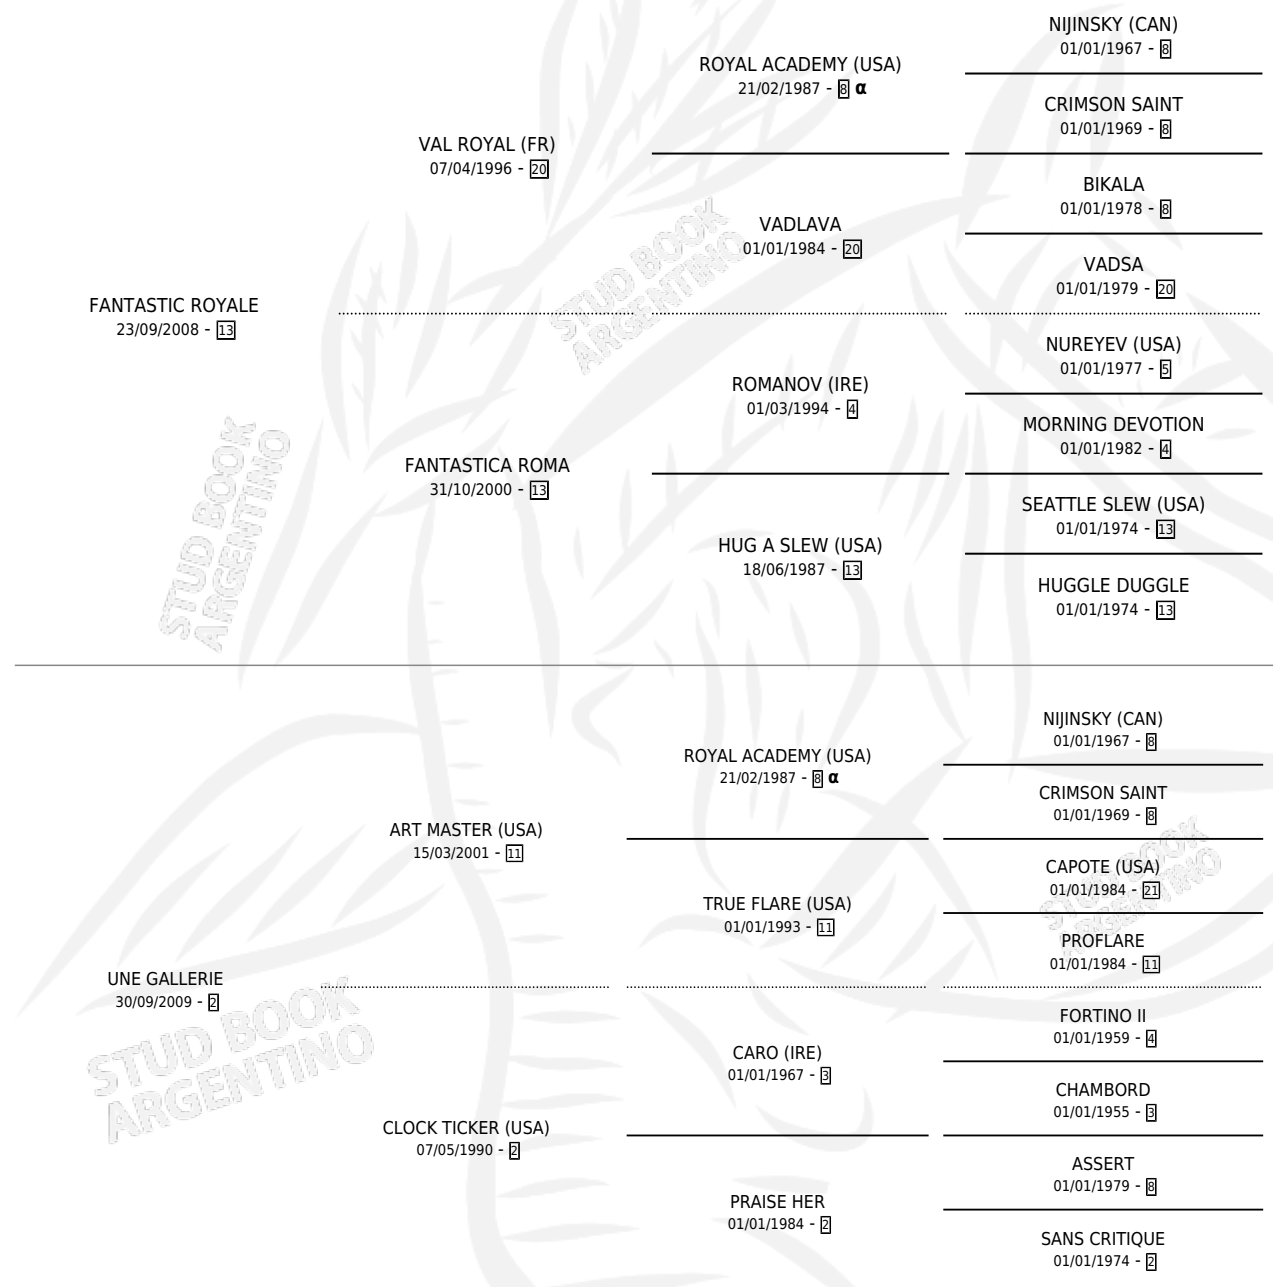 NIJINSKY (CAN)
01/01/1967 - 8
ROYAL ACADEMY (USA)
21/02/1987 - 8 α
CRIMSON SAINT
01/01/1969 - 8
VAL ROYAL (FR)
07/04/1996 - 20
BIKALA
01/01/1978 - 8
VADLAVA
01/01/1984 - 20
VADSA
01/01/1979 - 20
FANTASTIC ROYALE
23/09/2008 - 13
NUREYEV (USA)
01/01/1977 - 5
ROMANOV (IRE)
01/03/1994 - 4
MORNING DEVOTION
01/01/1982 - 4
FANTASTICA ROMA
31/10/2000 - 13
SEATTLE SLEW (USA)
01/01/1974 - 13
HUG A SLEW (USA)
18/06/1987 - 13
HUGGLE DUGGLE
01/01/1974 - 13
STUD BOOK
ARGENTINO
STUD BOOK
ARGENTINO
NIJINSKY (CAN)
01/01/1967 - 8
ROYAL ACADEMY (USA)
21/02/1987 - 8 α
CRIMSON SAINT
01/01/1969 - 8
ART MASTER (USA)
15/03/2001 - 11
CAPOTE (USA)
01/01/1984 - 21
TRUE FLARE (USA)
01/01/1993 - 11
PROFLARE
01/01/1984 - 11
UNE GALLERIE
30/09/2009 - 2
FORTINO II
01/01/1959 - 4
CARO (IRE)
01/01/1967 - 3
CHAMBORD
01/01/1955 - 3
CLOCK TICKER (USA)
07/05/1990 - 2
ASSERT
01/01/1979 - 8
PRAISE HER
01/01/1984 - 2
SANS CRITIQUE
01/01/1974 - 2
STUD BOOK
ARGENTINO
STUD BOOK
ARGENTINO